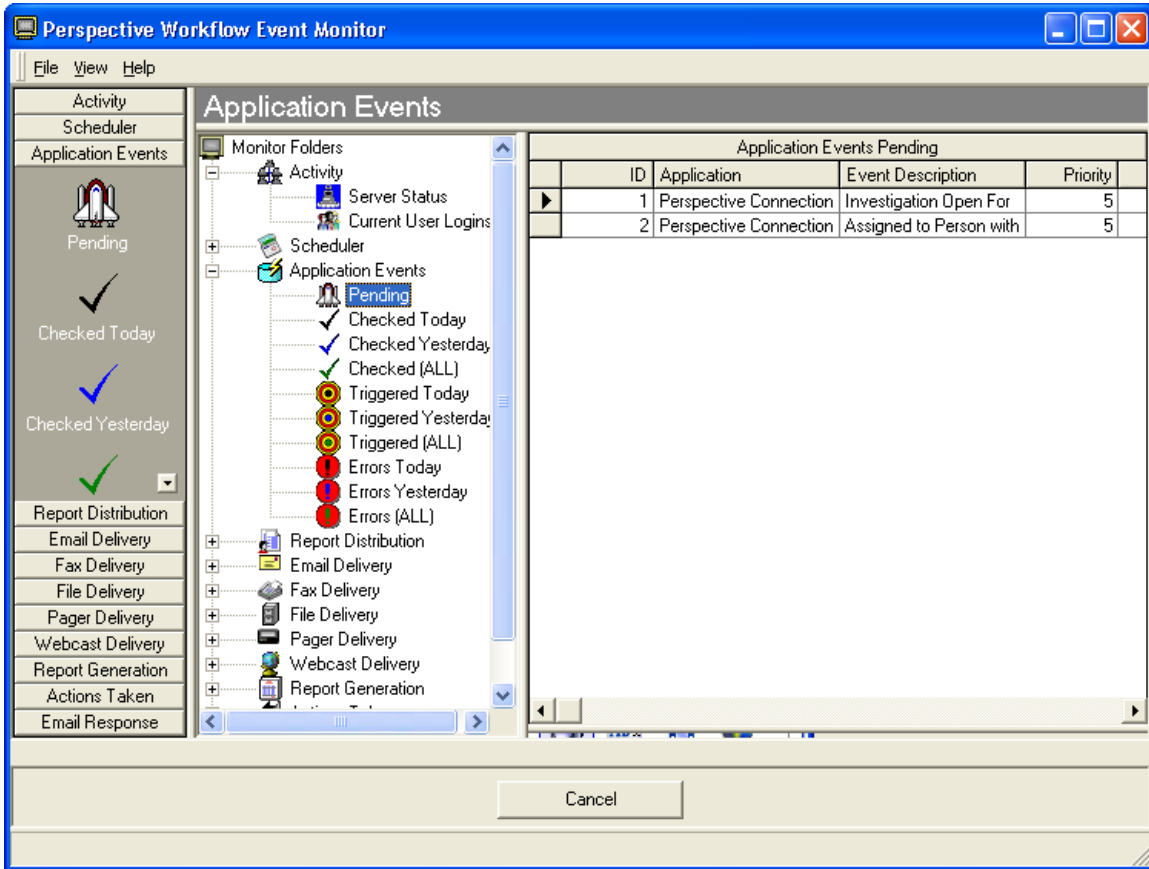 Perspective Workflow Event Monitor
File View Help
Activity
Scheduler
Application Events
Pending
Checked Today
Checked Yesterday
Report Distribution
Email Delivery
Fax Delivery
File Delivery
Pager Delivery
Webcast Delivery
Report Generation
Actions Taken
Email Response
Application Events
Monitor Folders
Activity
Server Status
Current User Logins
Scheduler
Application Events
Pending
Checked Today
Checked Yesterday
Checked (ALL)
Triggered Today
Triggered Yesterday
Triggered (ALL)
Errors Today
Errors Yesterday
Errors (ALL)
Report Distribution
Email Delivery
Fax Delivery
File Delivery
Pager Delivery
Webcast Delivery
Report Generation
Application Events Pending
ID Application Event Description Priority
1 Perspective Connection Investigation Open For 5
2 Perspective Connection Assigned to Person with 5
Cancel